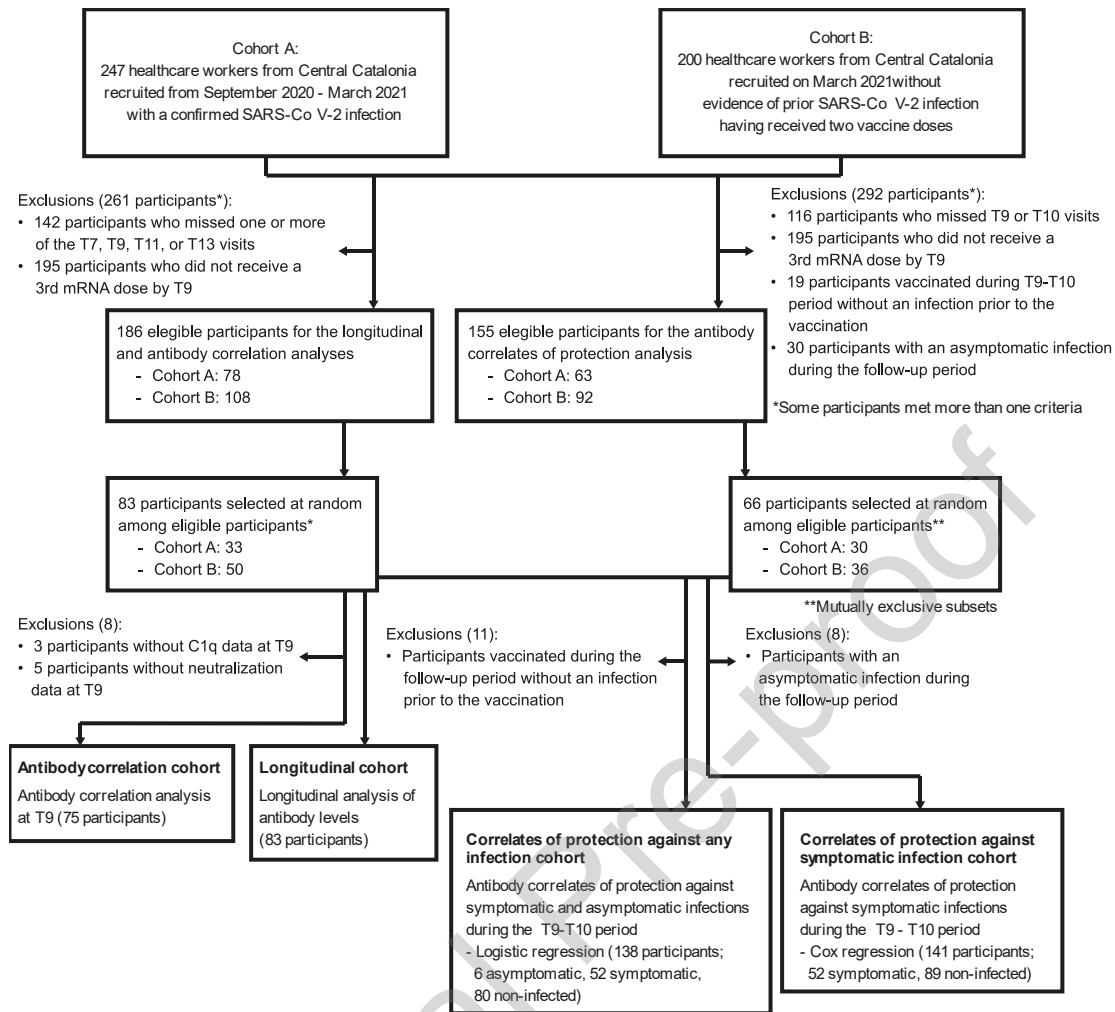 Cohort A:
247 healthcare workers from Central Catalonia
recruited from September 2020 - March 2021
with a confirmed SARS-Co V-2 infection
Cohort B:
200 healthcare workers from Central Catalonia
recruited on March 2021without
evidence of prior SARS-Co V-2 infection
having received two vaccine doses
Exclusions (261 participants*):
• 142 participants who missed one or more
of the T7, T9, T11, or T13 visits
• 195 participants who did not receive a
3rd mRNA dose by T9
Exclusions (292 participants*):
• 116 participants who missed T9 or T10 visits
• 195 participants who did not receive a
3rd mRNA dose by T9
• 19 participants vaccinated during T9-T10
period without an infection prior to the
vaccination
• 30 participants with an asymptomatic infection
during the follow-up period
*Some participants met more than one criteria
186 elegible participants for the longitudinal
and antibody correlation analyses
- Cohort A: 78
- Cohort B: 108
155 elegible participants for the antibody
correlates of protection analysis
- Cohort A: 63
- Cohort B: 92
83 participants selected at random
among eligible participants*
- Cohort A: 33
- Cohort B: 50
66 participants selected at random
among eligible participants**
- Cohort A: 30
- Cohort B: 36
**Mutually exclusive subsets
Exclusions (8):
• 3 participants without C1q data at T9
• 5 participants without neutralization
data at T9
Exclusions (11):
• Participants vaccinated during the
follow-up period without an infection
prior to the vaccination
Exclusions (8):
• Participants with an
asymptomatic infection during
the follow-up period
Antibody correlation cohort
Antibody correlation analysis
at T9 (75 participants)
Longitudinal cohort
Longitudinal analysis of
antibody levels
(83 participants)
Correlates of protection against any
infection cohort
Antibody correlates of protection against
symptomatic and asymptomatic infections
during the T9-T10 period
- Logistic regression (138 participants;
6 asymptomatic, 52 symptomatic,
80 non-infected)
Correlates of protection against
symptomatic infection cohort
Antibody correlates of protection
against symptomatic infections
during the T9 - T10 period
- Cox regression (141 participants;
52 symptomatic, 89 non-infected)
Pre-proof